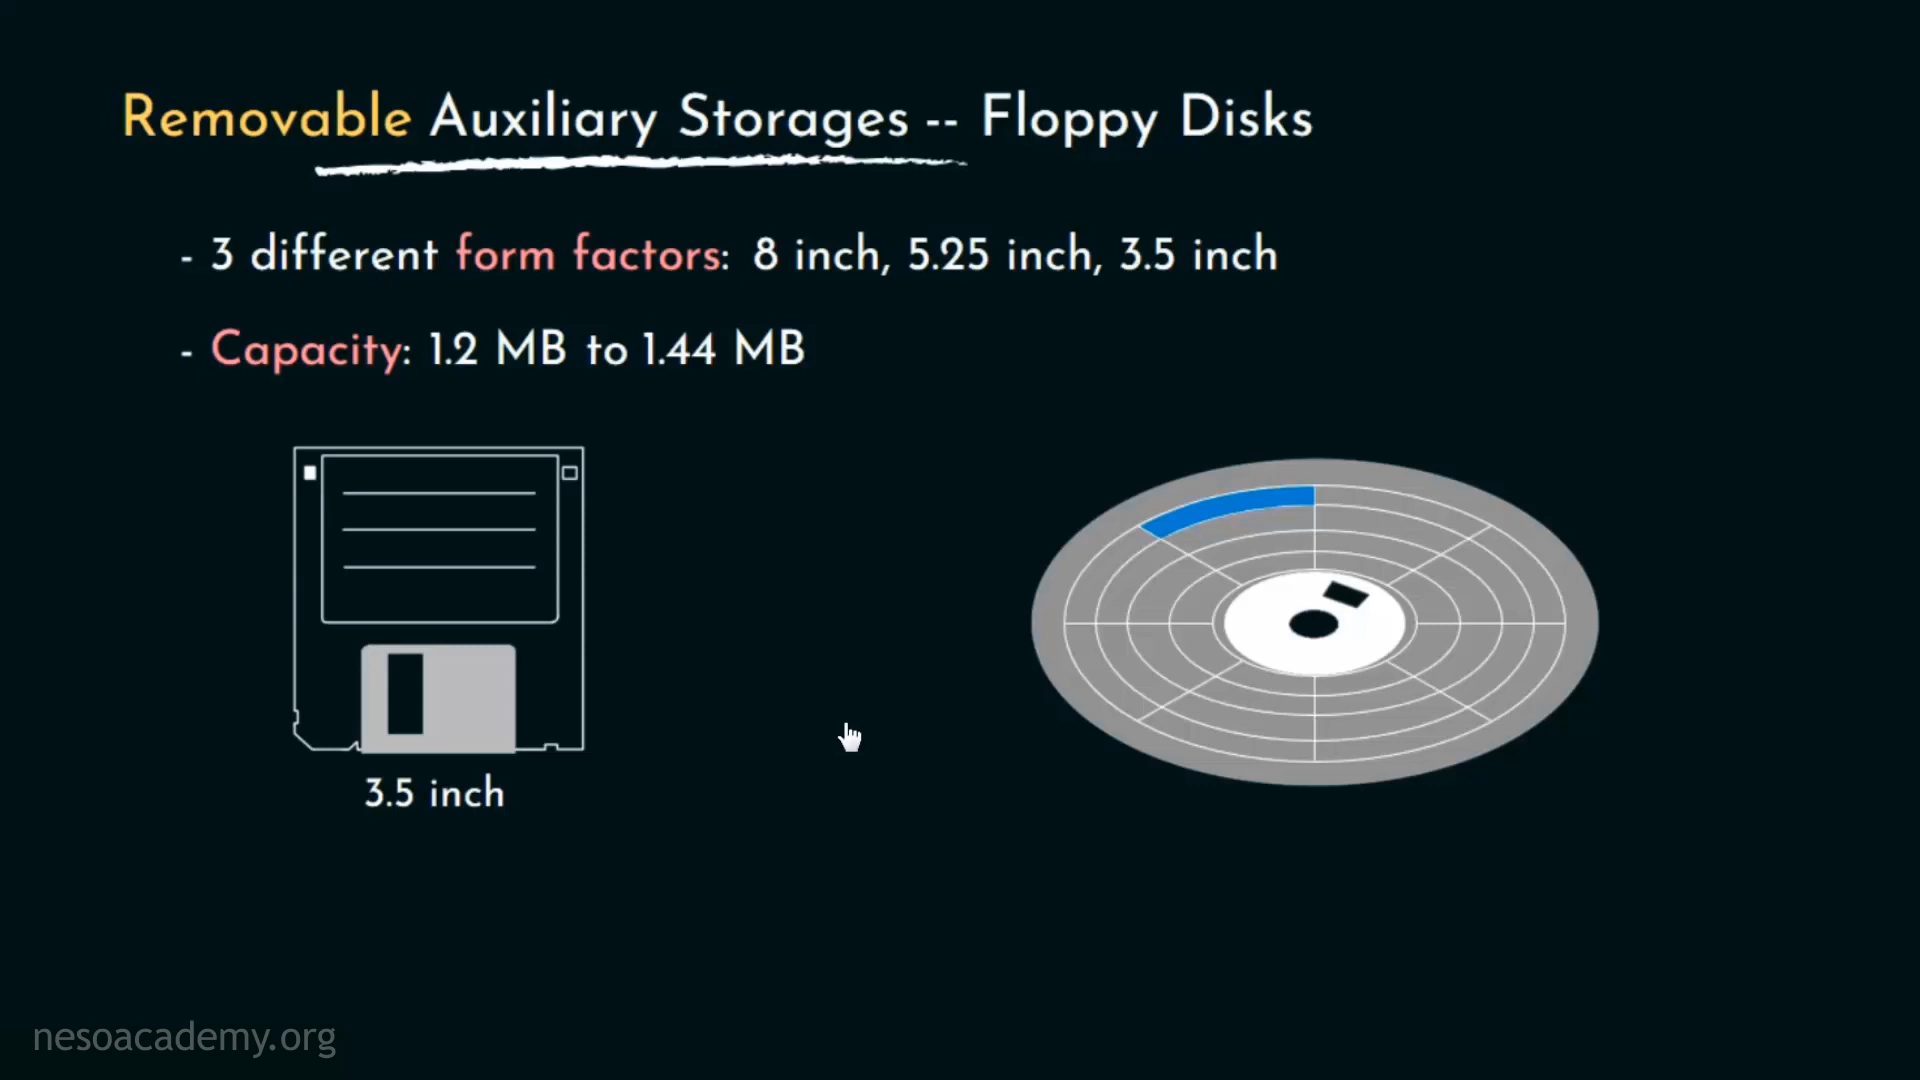 Removable Auxiliary Storages -- Floppy Disks
- 3 different form factors: 8 inch, 5.25 inch, 3.5 inch
- Capacity: 1.2 MB to 1.44 MB
3.5 inch
nesoacademy.org